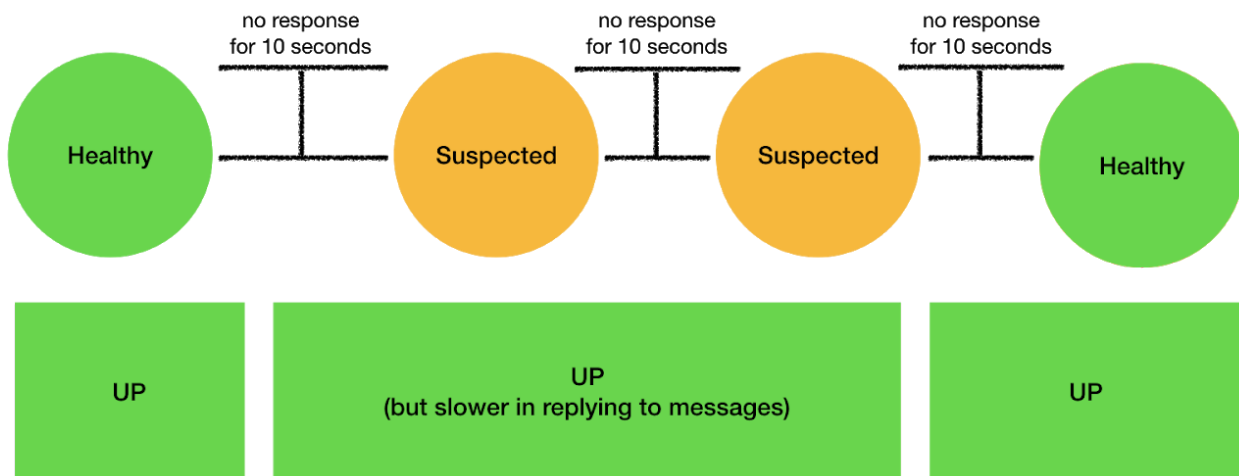 no response
for 10 seconds
no response
for 10 seconds
no response
for 10 seconds
Healthy
Suspected
Suspected
Healthy
UP
UP
(but slower in replying to messages)
UP